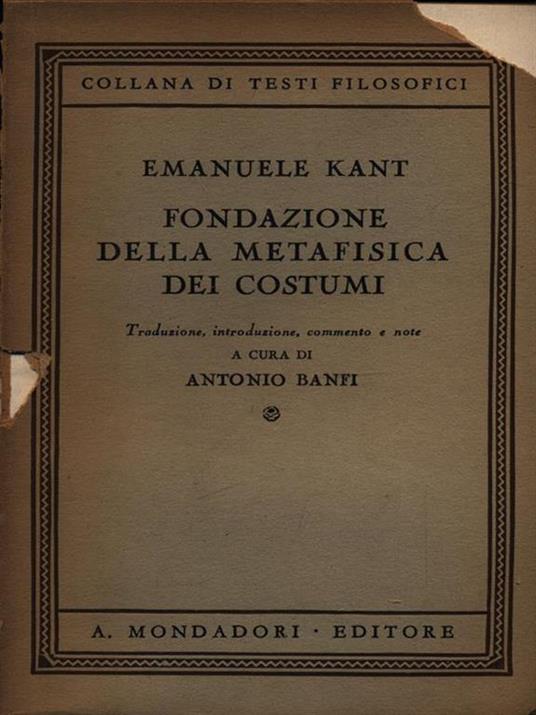 COLLANA DI TESTI FILOSOFICI
EMANUELE KANT
FONDAZIONE
DELLA METAFISICA
DEI COSTUMI
Traduzione, introduzione, commento e note
A CURA DI
ANTONIO BANFI
A. MONDADORI · EDITORE